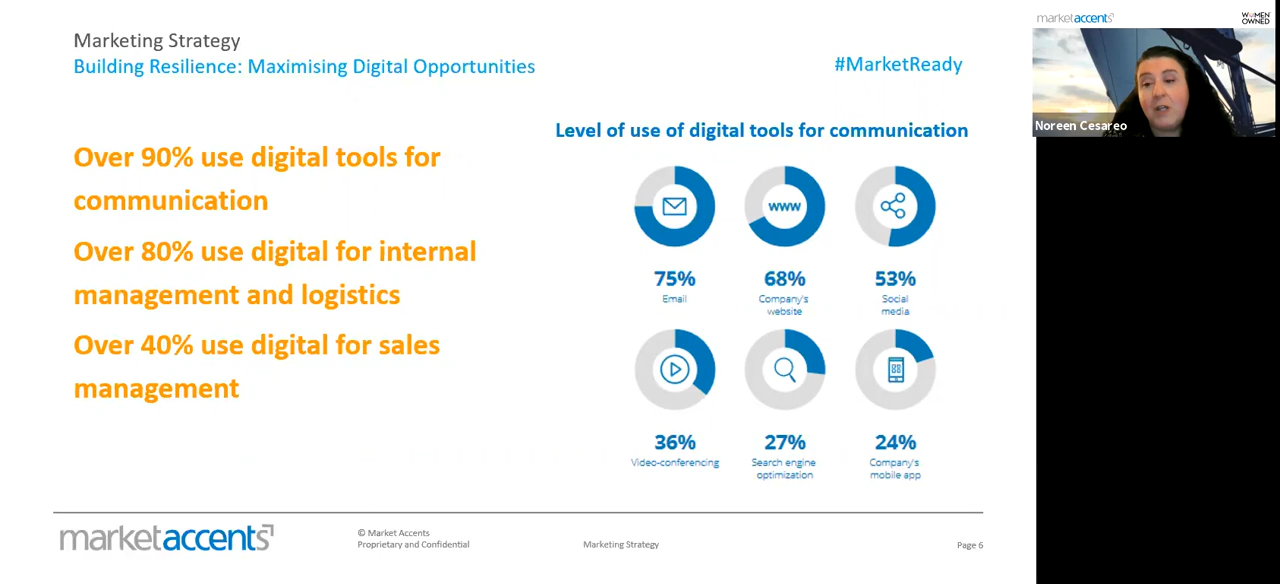 Marketing Strategy
Building Resilience: Maximising Digital Opportunities
#MarketReady
Over 90% use digital tools for
communication
Over 80% use digital for internal
management and logistics
Over 40% use digital for sales
management
Level of use of digital tools for communication
www
75%
Email
68%
Company's
website
53%
Social
media
36%
Video-conferencing
27%
Search engine
optimization
24%
Company's
mobile app
marketaccents
© Market Accents
Proprietary and Confidential
Marketing Strategy
Page 6
marketaccents
WOMEN
OWNED
Noreen Cesareo